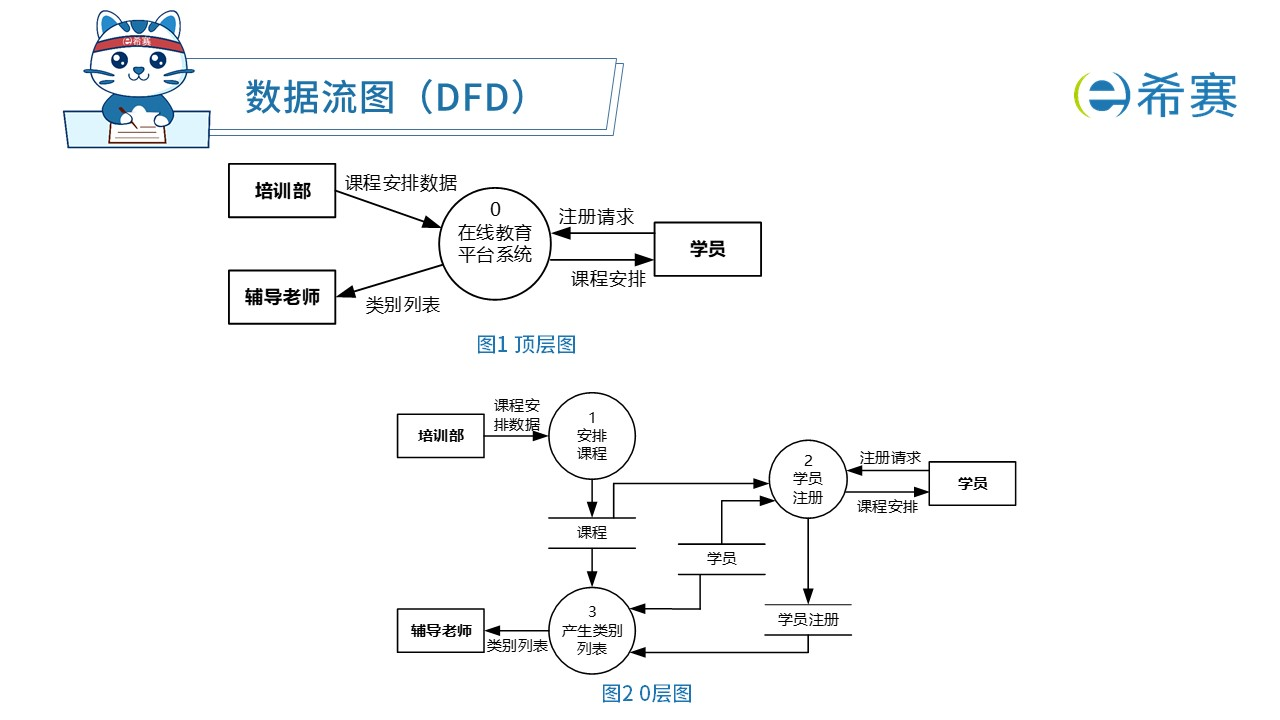 希赛
数据流图（DFD）
希赛
培训部
课程安排数据
0
在线教育
平台系统
注册请求
学员
课程安排
辅导老师
类别列表
图1 顶层图
课程安
排数据
培训部
1
安排
课程
2
学员
注册
注册请求
学员
课程安排
课程
学员
学员注册
3
产生类别
列表
辅导老师
类别列表
图2 0层图